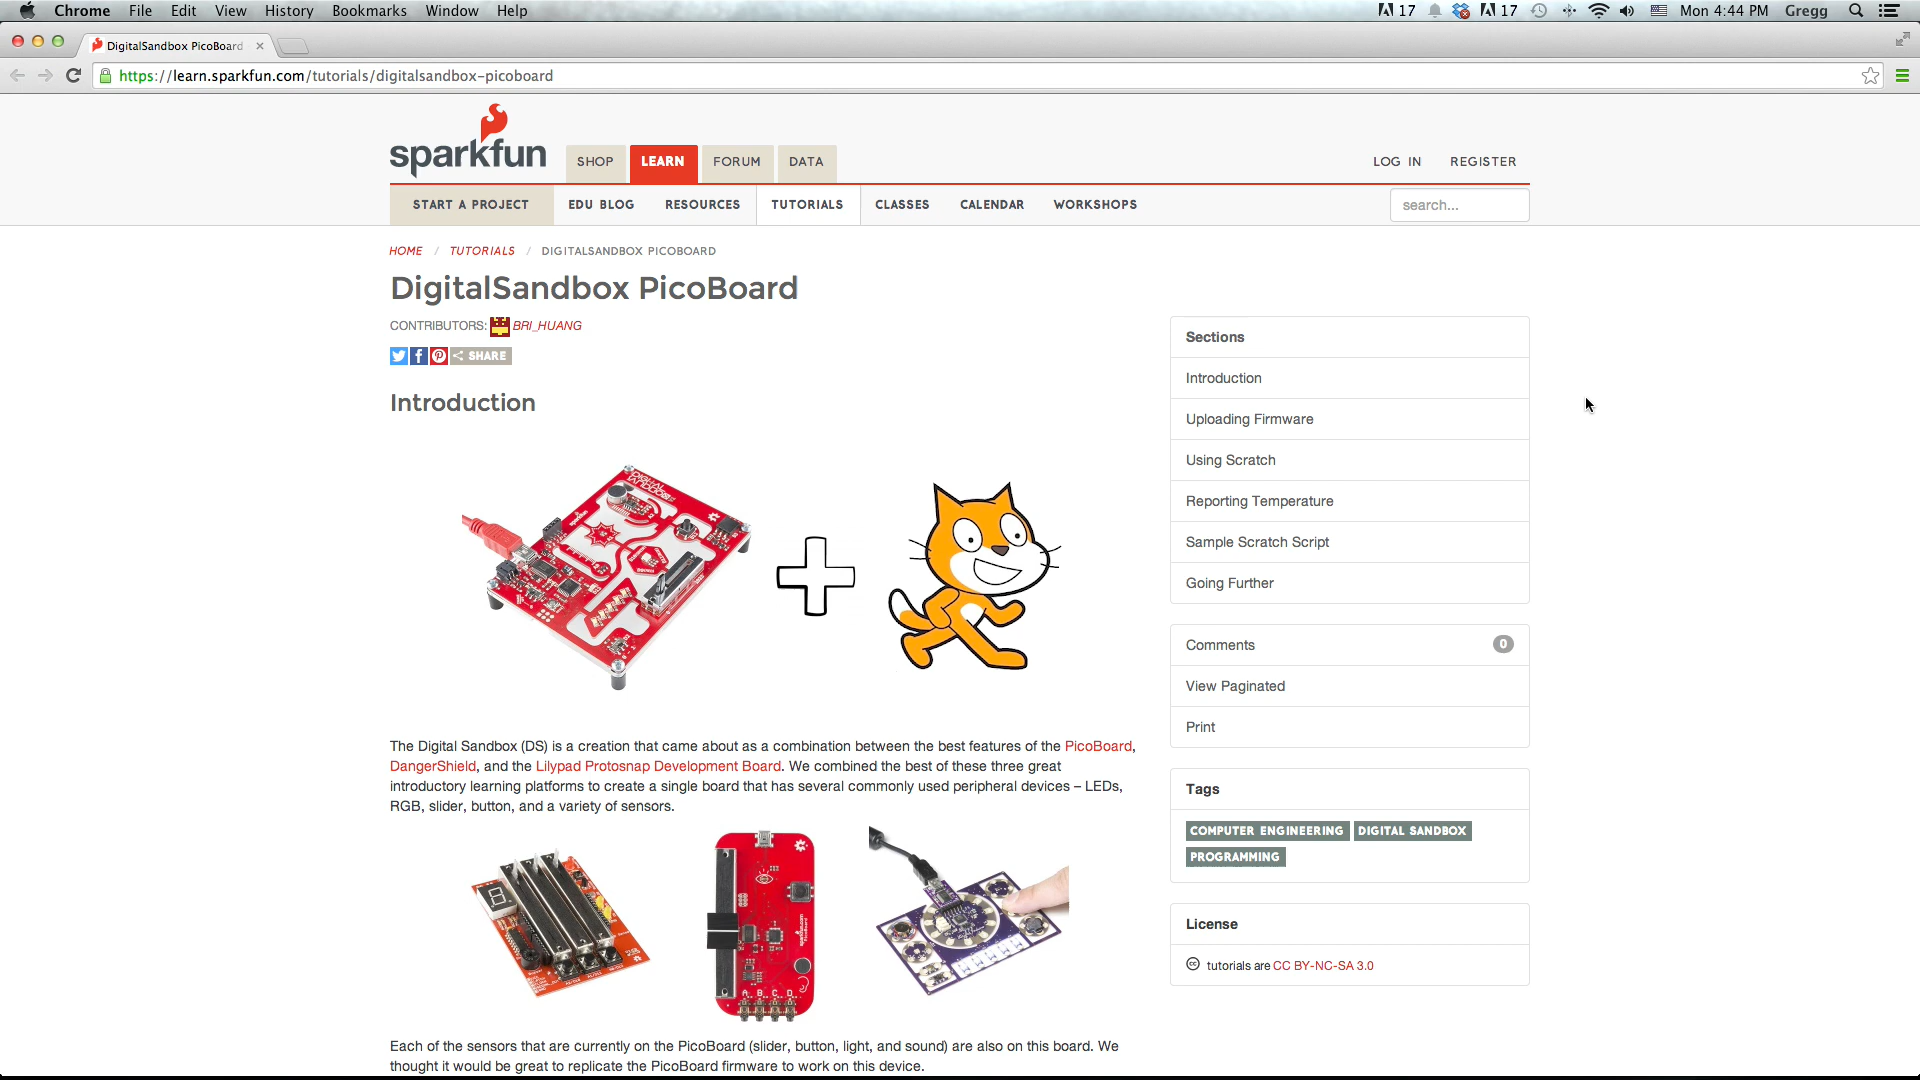 Chrome File Edit View History Bookmarks Window Help 17 17 Mon 4:44 PM Gregg
DigitalSandbox PicoBoard
https://learn.sparkfun.com/tutorials/digitalsandbox-picoboard
sparkfun
SHOP LEARN FORUM DATA LOG IN REGISTER
START A PROJECT EDU BLOG RESOURCES TUTORIALS CLASSES CALENDAR WORKSHOPS search...
HOME / TUTORIALS / DIGITALSANDBOX PICOBOARD
DigitalSandbox PicoBoard
CONTRIBUTORS: BRI_HUANG
SHARE
Introduction
The Digital Sandbox (DS) is a creation that came about as a combination between the best features of the PicoBoard,
DangerShield, and the Lilypad Protosnap Development Board. We combined the best of these three great
introductory learning platforms to create a single board that has several commonly used peripheral devices – LEDs,
RGB, slider, button, and a variety of sensors.
A B C D
Each of the sensors that are currently on the PicoBoard (slider, button, light, and sound) are also on this board. We
thought it would be great to replicate the PicoBoard firmware to work on this device.
Sections
Introduction
Uploading Firmware
Using Scratch
Reporting Temperature
Sample Scratch Script
Going Further
Comments 0
View Paginated
Print
Tags
COMPUTER ENGINEERING DIGITAL SANDBOX
PROGRAMMING
License
cc tutorials are CC BY-NC-SA 3.0